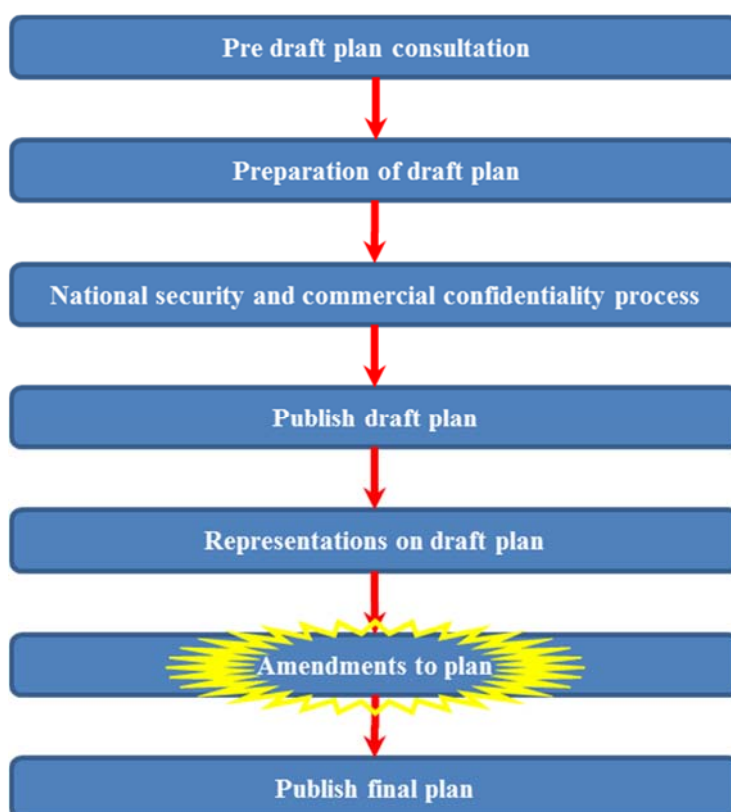 Pre draft plan consultation
Preparation of draft plan
National security and commercial confidentiality process
Publish draft plan
Representations on draft plan
Amendments to plan
Publish final plan